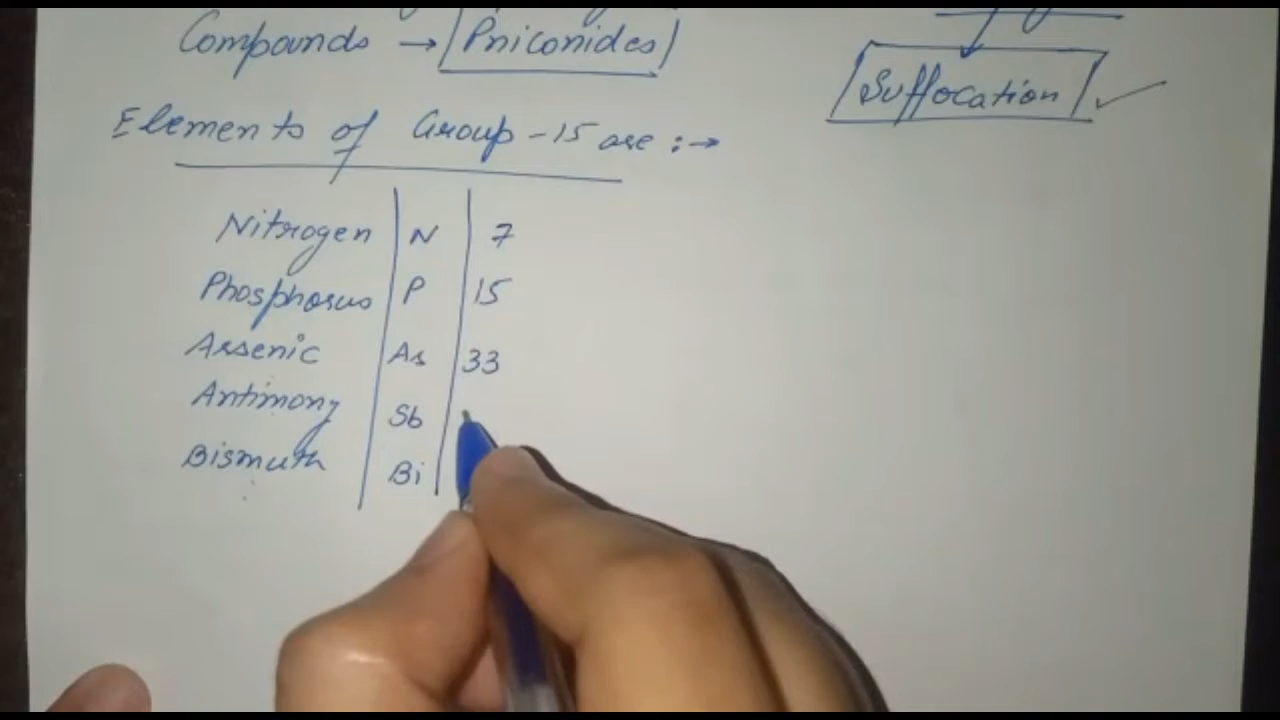 Compounds → Pniconides
Suffocation ✓
Elements of Group - 15 are :→
Nitrogen N 7
Phosphorus P 15
Arsenic As 33
Antimony Sb
Bismuth Bi